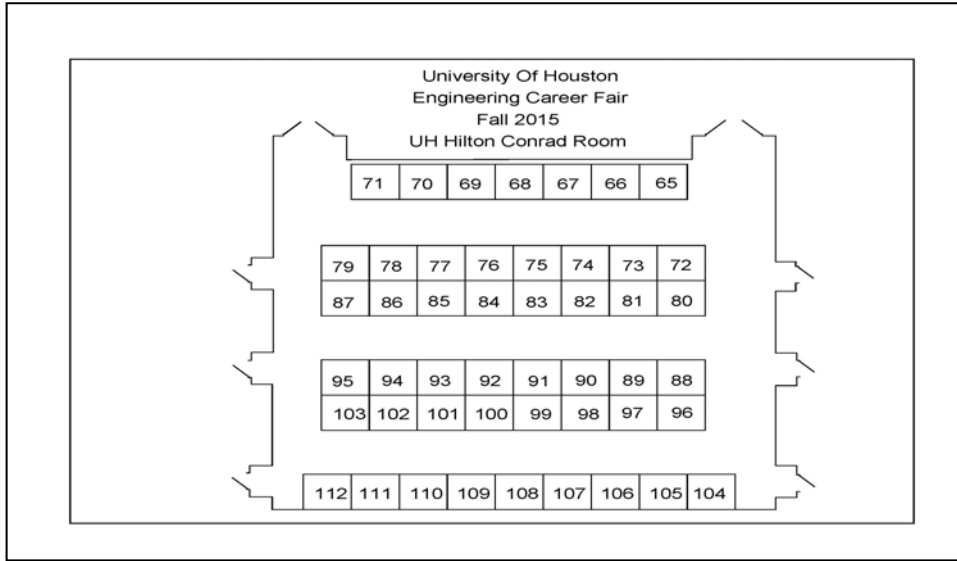 University Of Houston
Engineering Career Fair
Fall 2015
UH Hilton Conrad Room
71 70 69 68 67 66 65
79 78 77 76 75 74 73 72
87 86 85 84 83 82 81 80
95 94 93 92 91 90 89 88
103 102 101 100 99 98 97 96
112 111 110 109 108 107 106 105 104